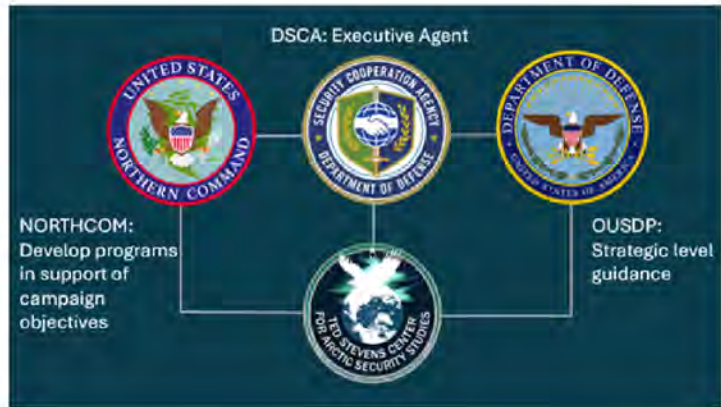 DSCA: Executive Agent
UNITED STATES
NORTHERN COMMAND
SECURITY COOPERATION AGENCY
DEPARTMENT OF DEFENSE
DEPARTMENT OF DEFENSE
UNITED STATES OF AMERICA
NORTHCOM:
Develop programs
in support of
campaign
objectives
OUSDP:
Strategic level
guidance
TED STEVENS CENTER
FOR ARCTIC SECURITY STUDIES